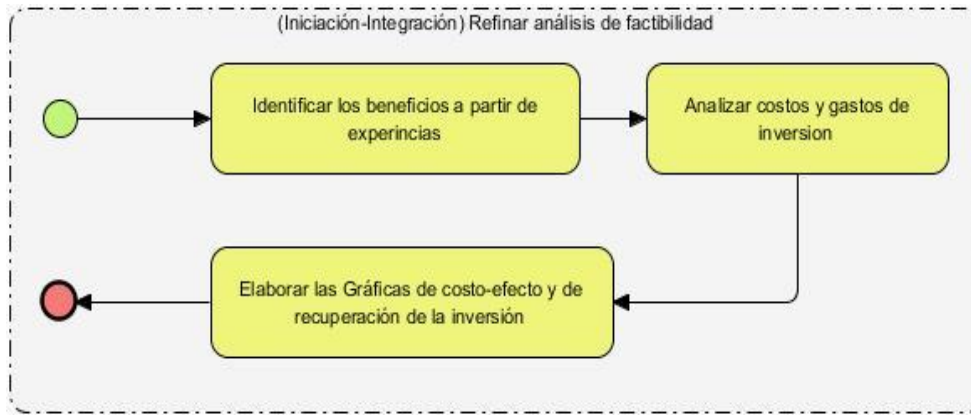 (Iniciación-Integración) Refinar análisis de factibilidad
Identificar los beneficios a partir de
experincias
Analizar costos y gastos de
inversion
Elaborar las Gráficas de costo-efecto y de
recuperación de la inversión